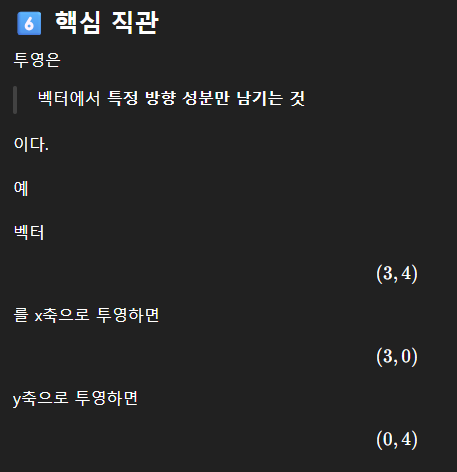 6 핵심 직관
투영은
벡터에서 특정 방향 성분만 남기는 것
이다.
예
벡터
(3, 4)
를 x축으로 투영하면
(3, 0)
y축으로 투영하면
(0, 4)